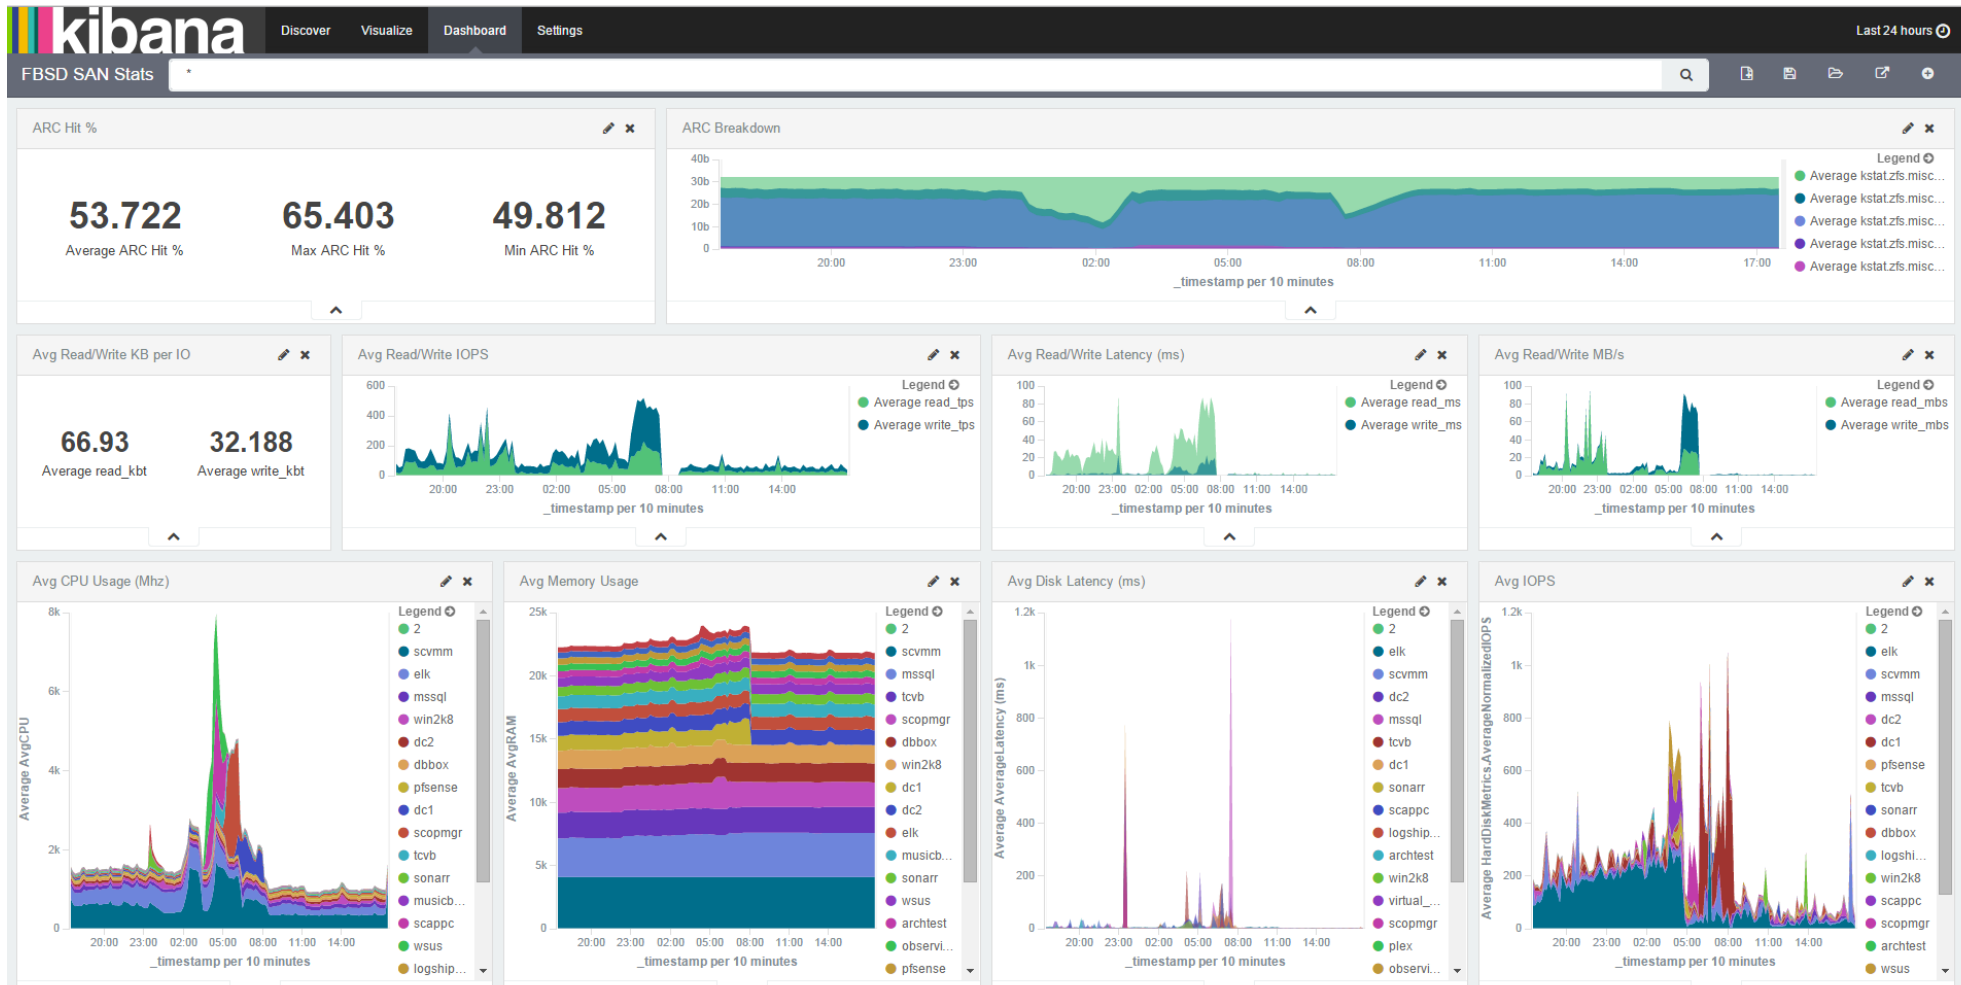 kibana
Discover Visualize Dashboard Settings
Last 24 hours
FBSD SAN Stats
*
ARC Hit %
53.722 65.403 49.812
Average ARC Hit % Max ARC Hit % Min ARC Hit %
ARC Breakdown
40b
30b
20b
10b
0
20:00 23:00 02:00 05:00 08:00 11:00 14:00 17:00
_timestamp per 10 minutes
Legend
Average kstat.zfs.misc...
Average kstat.zfs.misc...
Average kstat.zfs.misc...
Average kstat.zfs.misc...
Average kstat.zfs.misc...
Avg Read/Write KB per IO
66.93 32.188
Average read_kbt Average write_kbt
Avg Read/Write IOPS
600
400
200
0
20:00 23:00 02:00 05:00 08:00 11:00 14:00
_timestamp per 10 minutes
Legend
Average read_tps
Average write_tps
Avg Read/Write Latency (ms)
100
80
60
40
20
0
20:00 23:00 02:00 05:00 08:00 11:00 14:00
_timestamp per 10 minutes
Legend
Average read_ms
Average write_ms
Avg Read/Write MB/s
100
80
60
40
20
0
20:00 23:00 02:00 05:00 08:00 11:00 14:00
_timestamp per 10 minutes
Legend
Average read_mbs
Average write_mbs
Avg CPU Usage (Mhz)
Average AvgCPU
8k
6k
4k
2k
0
20:00 23:00 02:00 05:00 08:00 11:00 14:00
_timestamp per 10 minutes
Legend
2
scvmm
elk
mssql
win2k8
dc2
dbbox
pfsense
dc1
scopmgr
tcvb
sonarr
musicb...
scappc
wsus
logship...
Avg Memory Usage
Average AvgRAM
25k
20k
15k
10k
5k
0
20:00 23:00 02:00 05:00 08:00 11:00 14:00
_timestamp per 10 minutes
Legend
2
scvmm
mssql
tcvb
scopmgr
dbbox
win2k8
dc1
dc2
elk
musicb...
sonarr
wsus
archtest
observi...
pfsense
Avg Disk Latency (ms)
Average AverageLatency (ms)
1.2k
1k
800
600
400
200
0
20:00 23:00 02:00 05:00 08:00 11:00 14:00
_timestamp per 10 minutes
Legend
2
elk
scvmm
dc2
mssql
tcvb
dc1
sonarr
scappc
logship...
archtest
win2k8
virtual_...
scopmgr
plex
observi...
Avg IOPS
Average HardDiskMetrics.AverageNormalizedIOPS
1.2k
1k
800
600
400
200
0
20:00 23:00 02:00 05:00 08:00 11:00 14:00
_timestamp per 10 minutes
Legend
2
elk
scvmm
mssql
dc2
dc1
pfsense
tcvb
sonarr
dbbox
logshi...
win2k8
scappc
scopmgr
archtest
wsus